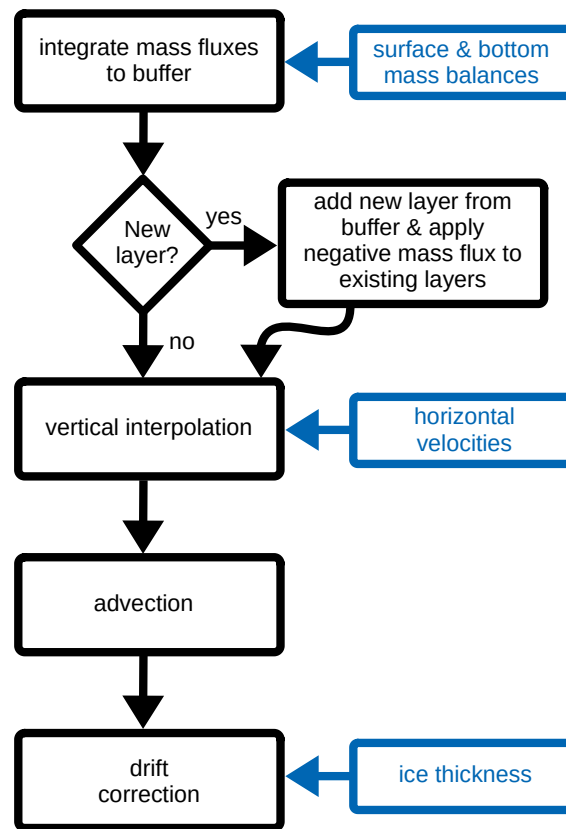 integrate mass fluxes
to buffer
surface & bottom
mass balances
New
layer?
yes
add new layer from
buffer & apply
negative mass flux to
existing layers
no
vertical interpolation
horizontal
velocities
advection
drift
correction
ice thickness